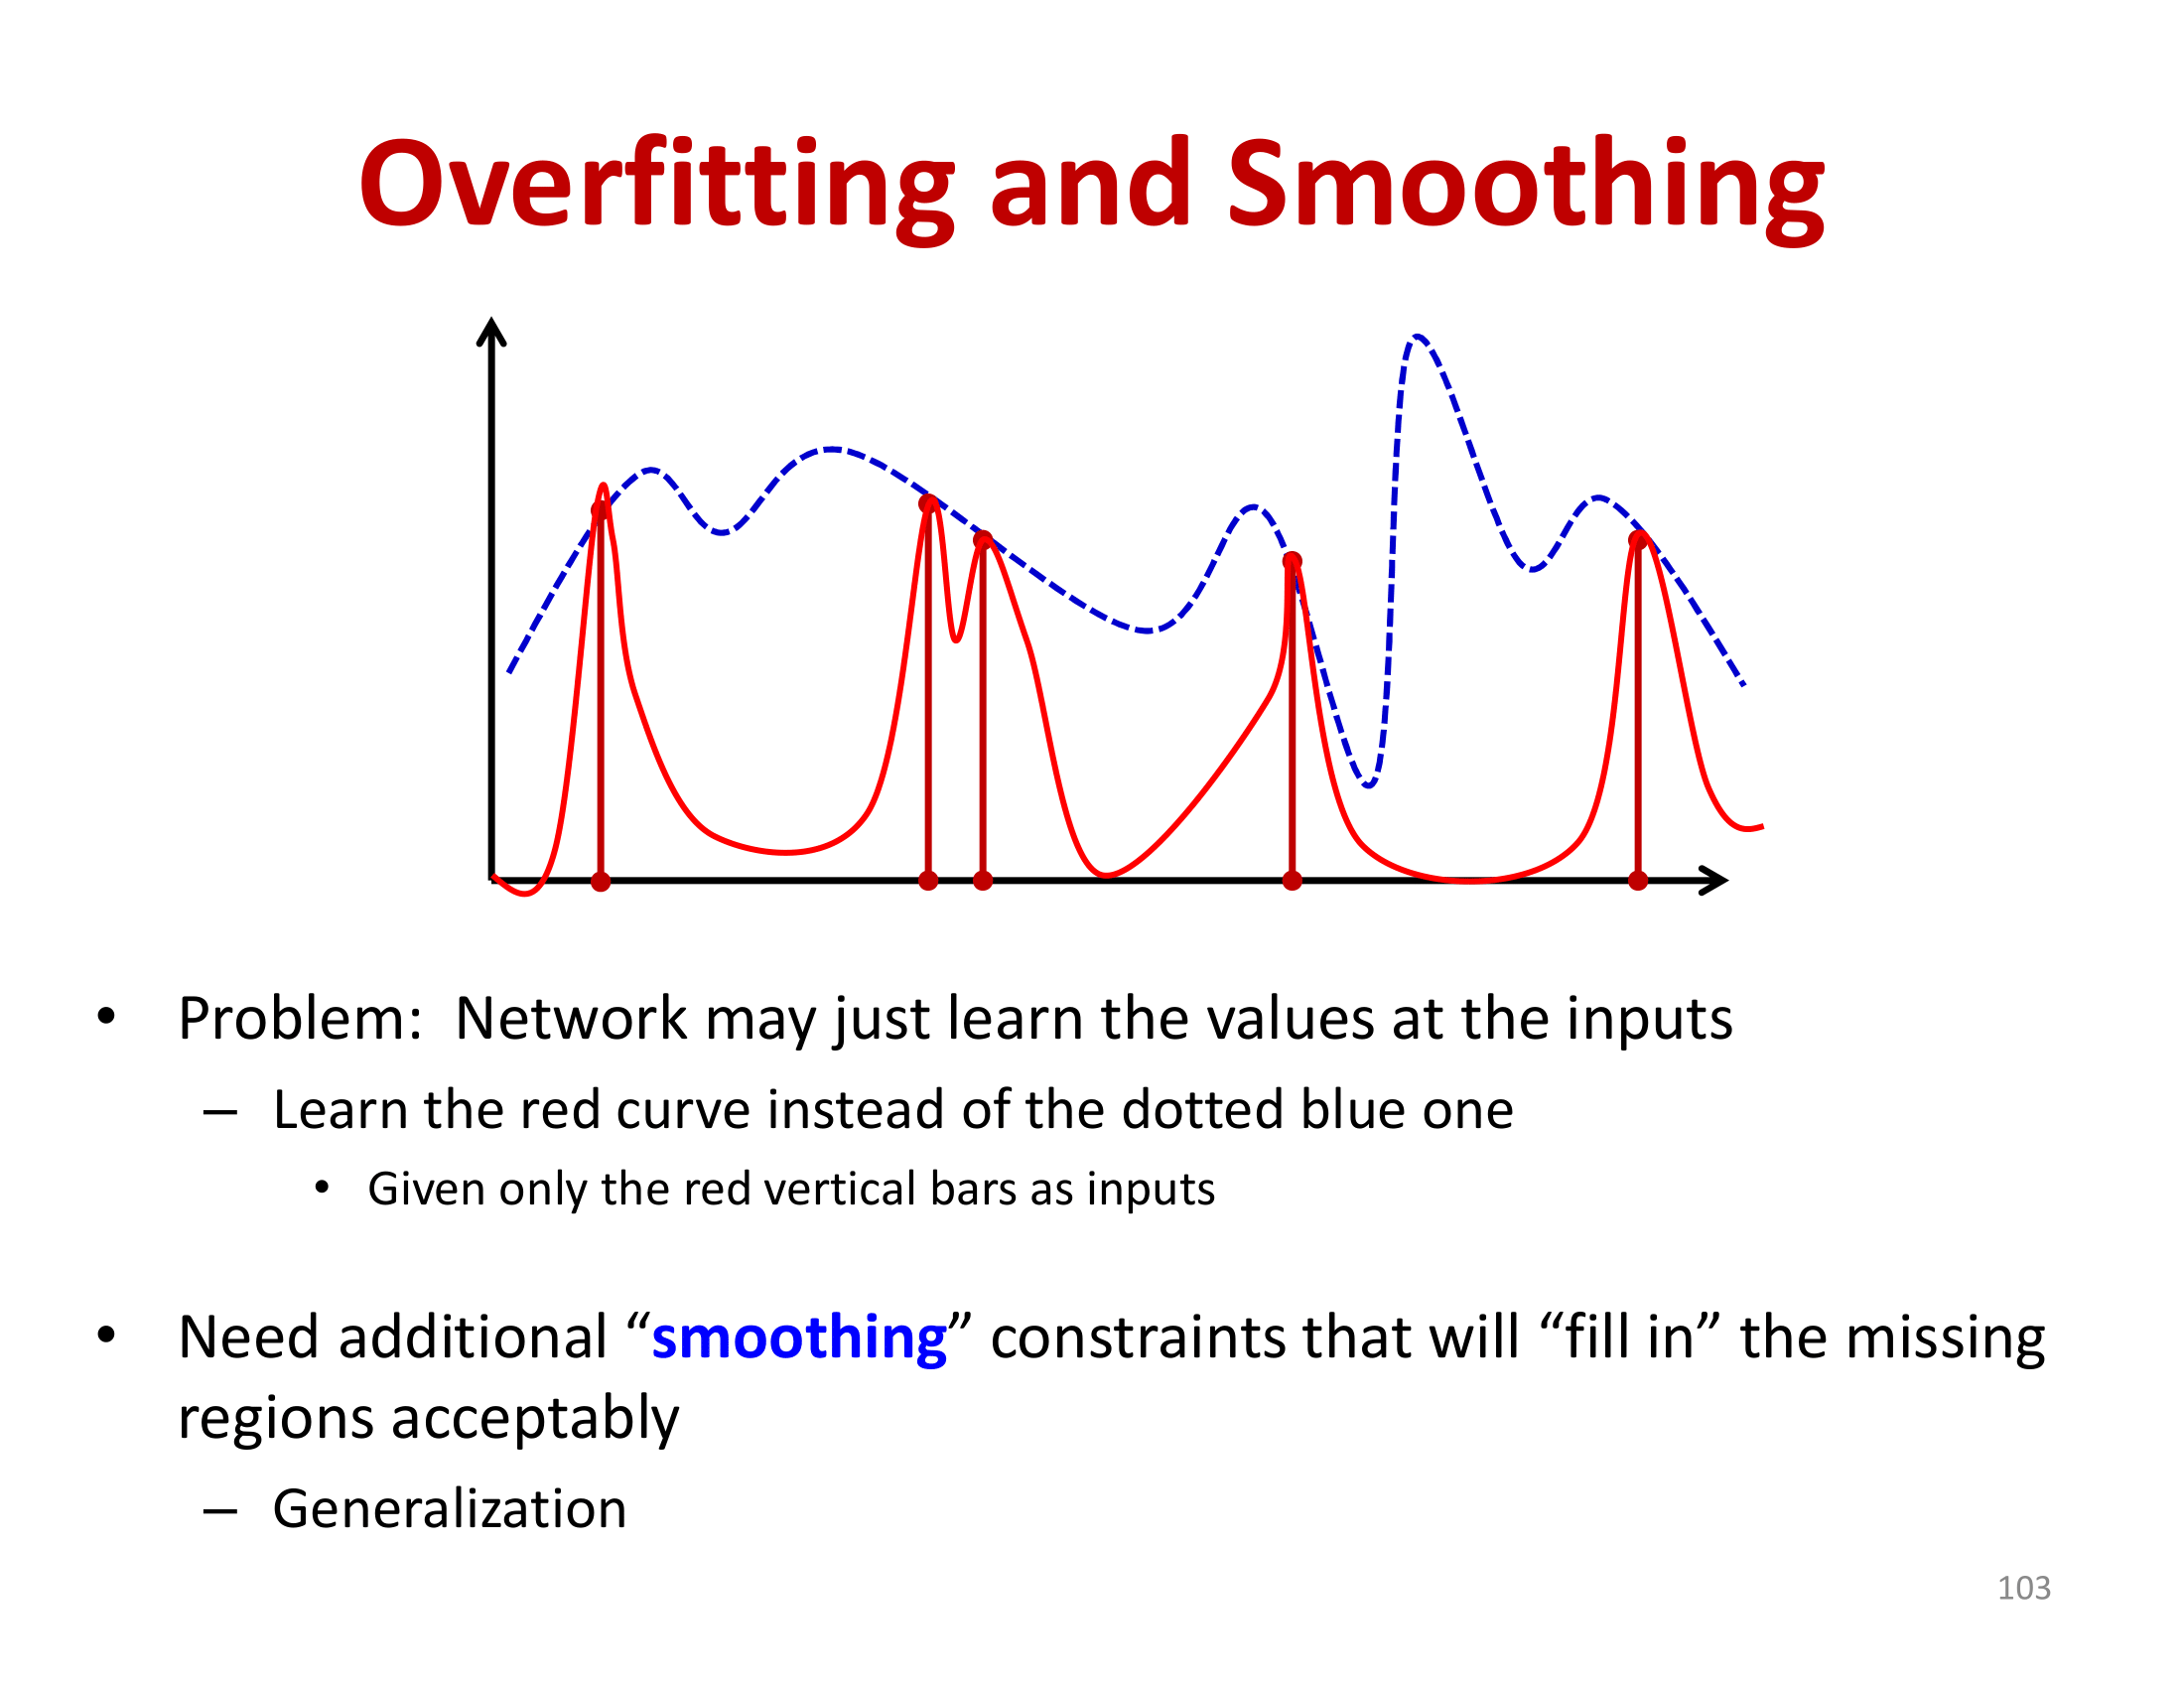 Overfitting and Smoothing
• Problem:  Network may just learn the values at the inputs
– Learn the red curve instead of the dotted blue one
• Given only the red vertical bars as inputs
• Need additional “smoothing” constraints that will “fill in” the missing
regions acceptably
– Generalization
103